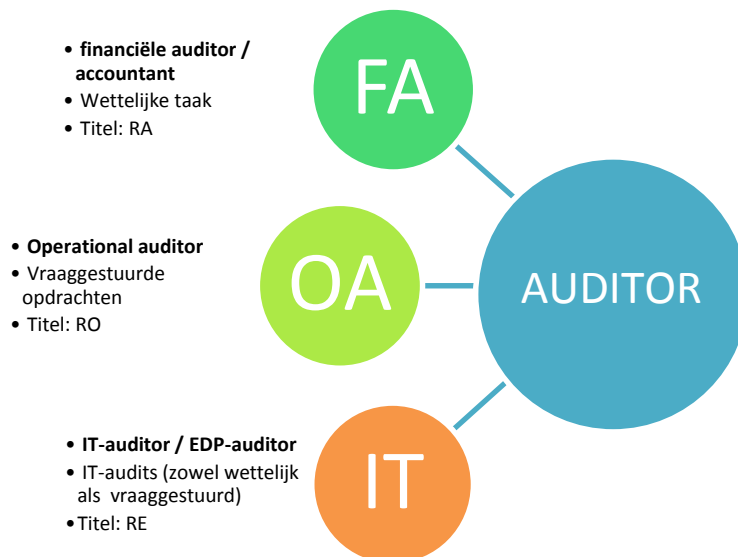 • financiële auditor /
accountant
• Wettelijke taak
• Titel: RA
FA
• Operational auditor
• Vraaggestuurde
opdrachten
• Titel: RO
OA
AUDITOR
• IT-auditor / EDP-auditor
• IT-audits (zowel wettelijk
als vraaggestuurd)
•Titel: RE
IT